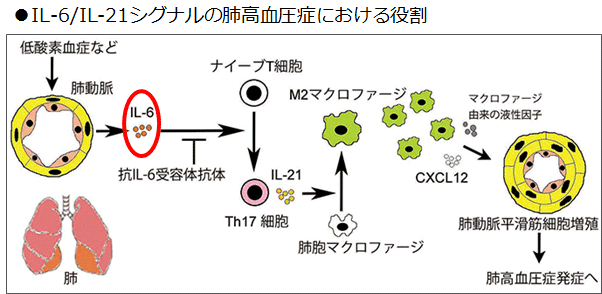 ●IL-6/IL-21シグナルの肺高血圧症における役割
低酸素血症など
肺動脈
IL-6
抗IL-6受容体抗体
肺
ナイーブT細胞
IL-21
Th17 細胞
M2マクロファージ
肺胞マクロファージ
マクロファージ
由来の液性因子
CXCL12
肺動脈平滑筋細胞増殖
肺高血圧症発症へ